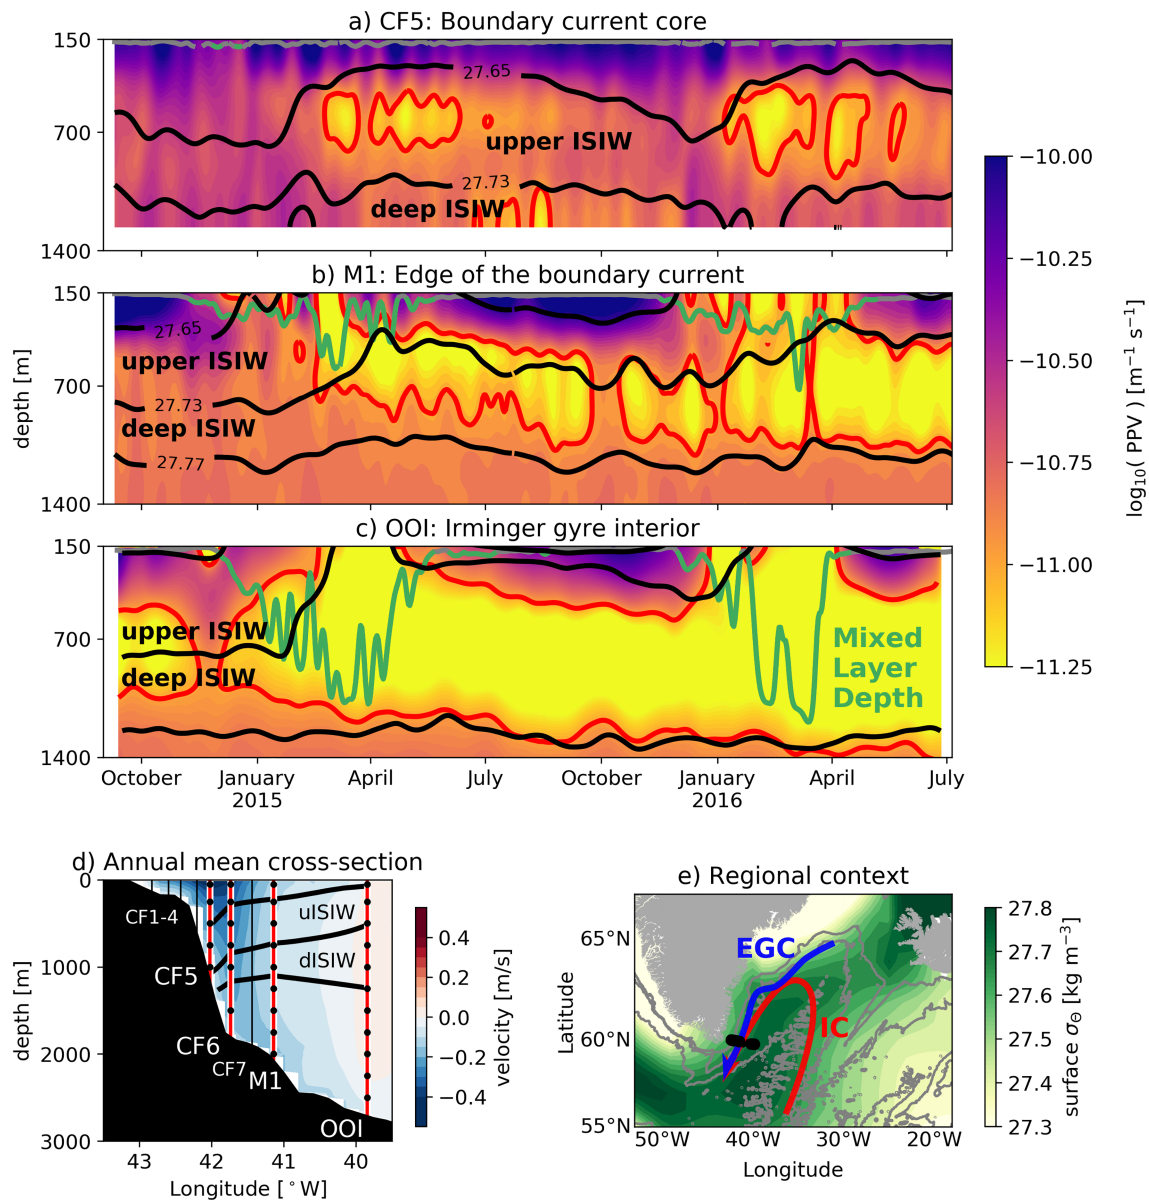 a) CF5: Boundary current core
150
700
1400
27.65
upper ISIW
27.73
deep ISIW
b) M1: Edge of the boundary current
150
700
1400
depth [m]
27.65
upper ISIW
27.73
deep ISIW
27.77
c) OOI: Irminger gyre interior
150
700
1400
upper ISIW
deep ISIW
Mixed
Layer
Depth
October
January
2015
April
July
October
January
2016
April
July
−10.00
−10.25
−10.50
−10.75
−11.00
−11.25
log10( PPV ) [m−1 s−1]
d) Annual mean cross-section
0
1000
2000
3000
depth [m]
CF1-4
CF5
CF6
CF7
M1
OOI
uISIW
dISIW
43
42
41
40
Longitude [°W]
0.4
0.2
0.0
−0.2
−0.4
velocity [m/s]
e) Regional context
65°N
60°N
55°N
Latitude
EGC
IC
50°W
40°W
30°W
20°W
Longitude
27.8
27.7
27.6
27.5
27.4
27.3
surface σΘ [kg m−3]